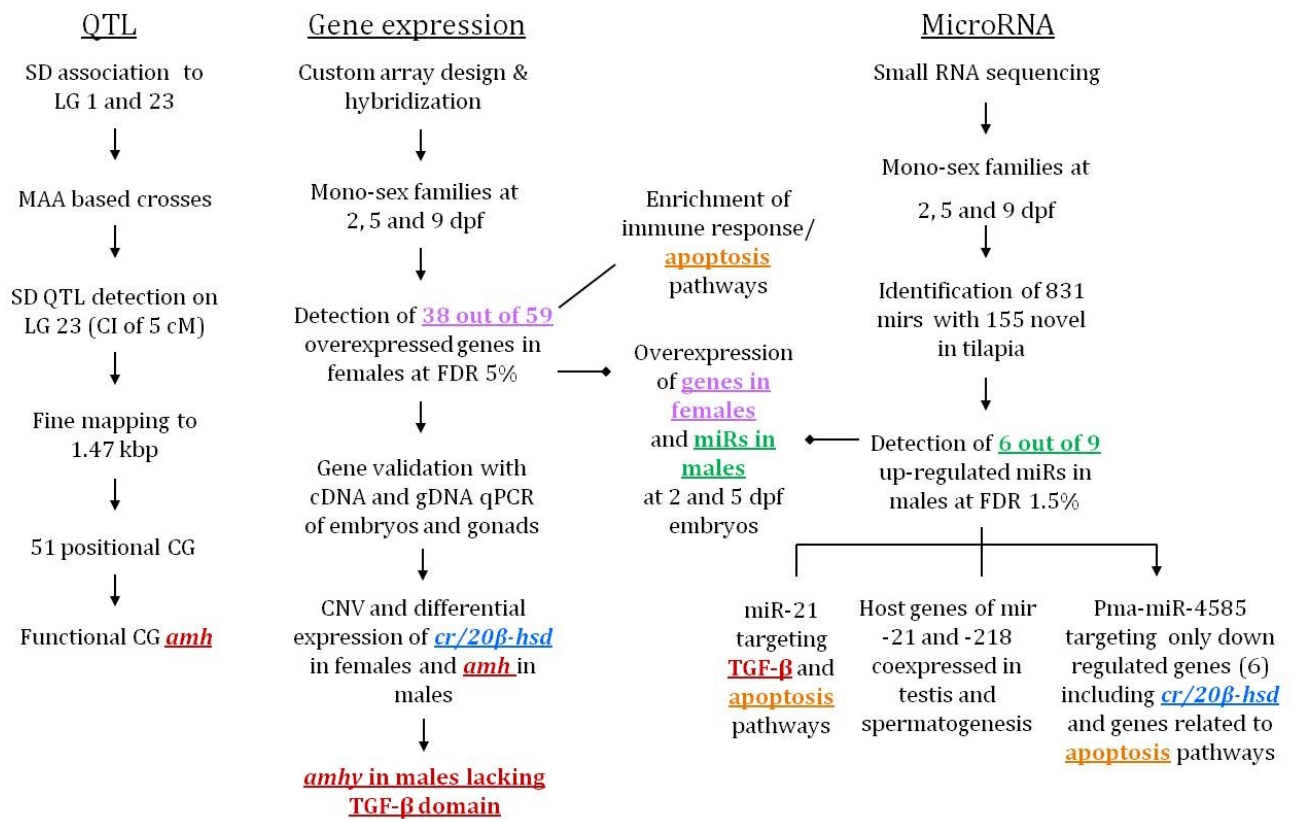 QTL
SD association to
LG 1 and 23
MAA based crosses
SD QTL detection on
LG 23 (CI of 5 cM)
Fine mapping to
1.47 kbp
51 positional CG
Functional CG amh
Gene expression
Custom array design &
hybridization
Mono-sex families at
2, 5 and 9 dpf
Detection of 38 out of 59
overexpressed genes in
females at FDR 5%
Gene validation with
cDNA and gDNA qPCR
of embryos and gonads
CNV and differential
expression of cr/20β-hsd
in females and amh in
males
amhy in males lacking
TGF-β domain
Enrichment of
immune response/
apoptosis
pathways
Overexpression
of genes in
females
and miRs in
males
at 2 and 5 dpf
embryos
MicroRNA
Small RNA sequencing
Mono-sex families at
2, 5 and 9 dpf
Identification of 831
mirs with 155 novel
in tilapia
Detection of 6 out of 9
up-regulated miRs in
males at FDR 1.5%
miR-21
targeting
TGF-β and
apoptosis
pathways
Host genes of mir
-21 and -218
coexpressed in
testis and
spermatogenesis
Pma-miR-4585
targeting only down
regulated genes (6)
including cr/20β-hsd
and genes related to
apoptosis pathways